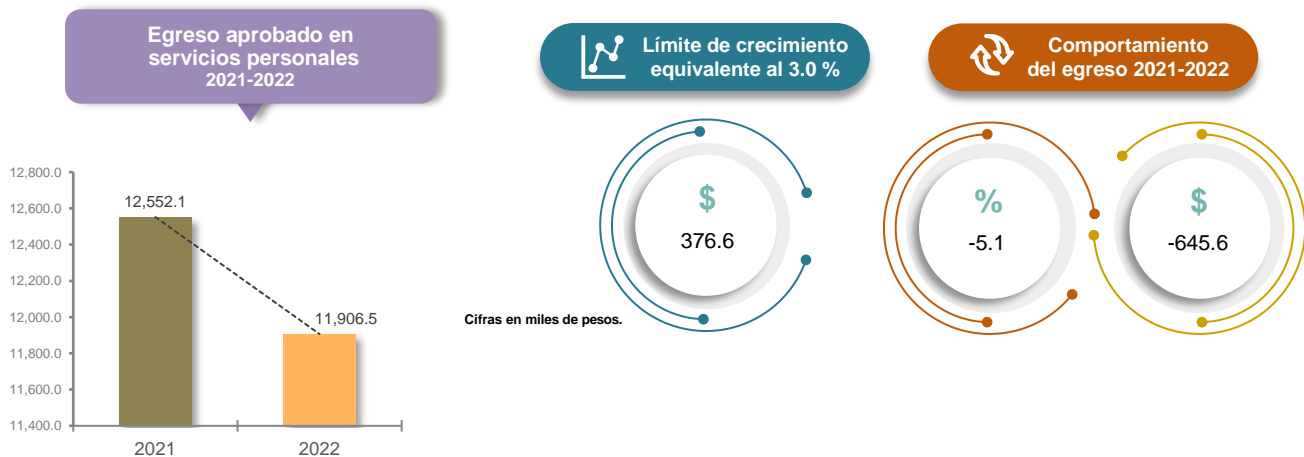 Egreso aprobado en
servicios personales
2021-2022
Límite de crecimiento
equivalente al 3.0 %
Comportamiento
del egreso 2021-2022
12,800.0
12,600.0
12,400.0
12,200.0
12,000.0
11,800.0
11,600.0
11,400.0
12,552.1
11,906.5
2021
2022
$
376.6
%
-5.1
$
-645.6
Cifras en miles de pesos.